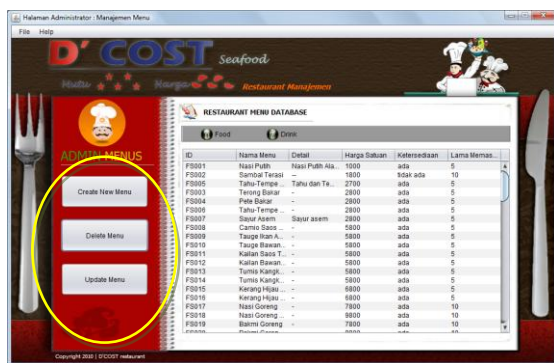 Halaman Administrator : Manajemen Menu
File Help
D' COST Seafood
Mutu Harga
Restaurant Manajemen
RESTAURANT MENU DATABASE
Food Drink
ADMIN MENUS
Create New Menu
Delete Menu
Update Menu
ID Nama Menu Detail Harga Satuan Ketersediaan Lama Memas...
FS001 Nasi Putih Nasi Putih Ala... 1000 ada 5
FS002 Sambal Terasi -- 1800 tidak ada 10
FS005 Tahu-Tempe ... Tahu dan Te... 2700 ada 5
FS003 Terong Bakar - 2800 ada 5
FS004 Pete Bakar - 2800 ada 5
FS006 Tahu-Tempe ... - 2800 ada 5
FS007 Sayur Asem Sayur asem 2800 ada 5
FS008 Camio Saos ... - 5800 ada 5
FS009 Tauge Ikan A... - 5800 ada 5
FS010 Tauge Bawan... - 5800 ada 5
FS011 Kailan Saos T... - 5800 ada 5
FS012 Kailan Bawan... - 5800 ada 5
FS013 Tumis Kangk... - 5800 ada 5
FS014 Tumis Kangk... - 5800 ada 5
FS015 Kerang Hijau ... - 6800 ada 5
FS016 Kerang Hijau ... - 6800 ada 5
FS017 Nasi Goreng - 7800 ada 10
FS018 Nasi Goreng ... - 9800 ada 10
FS019 Bakmi Goreng - 7800 ada 10
Copyright 2010 | D'COST restaurant